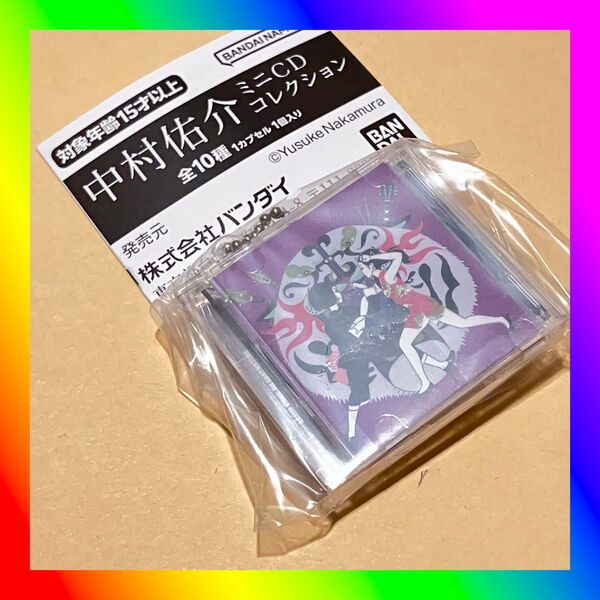 対象年齢15才以上
BANDAI NAM
中村佑介
ミニCD
コレクション
全10種 1カプセル1個入り
©Yusuke Nakamura
発売元
株式会社バンダイ
BAN
DA